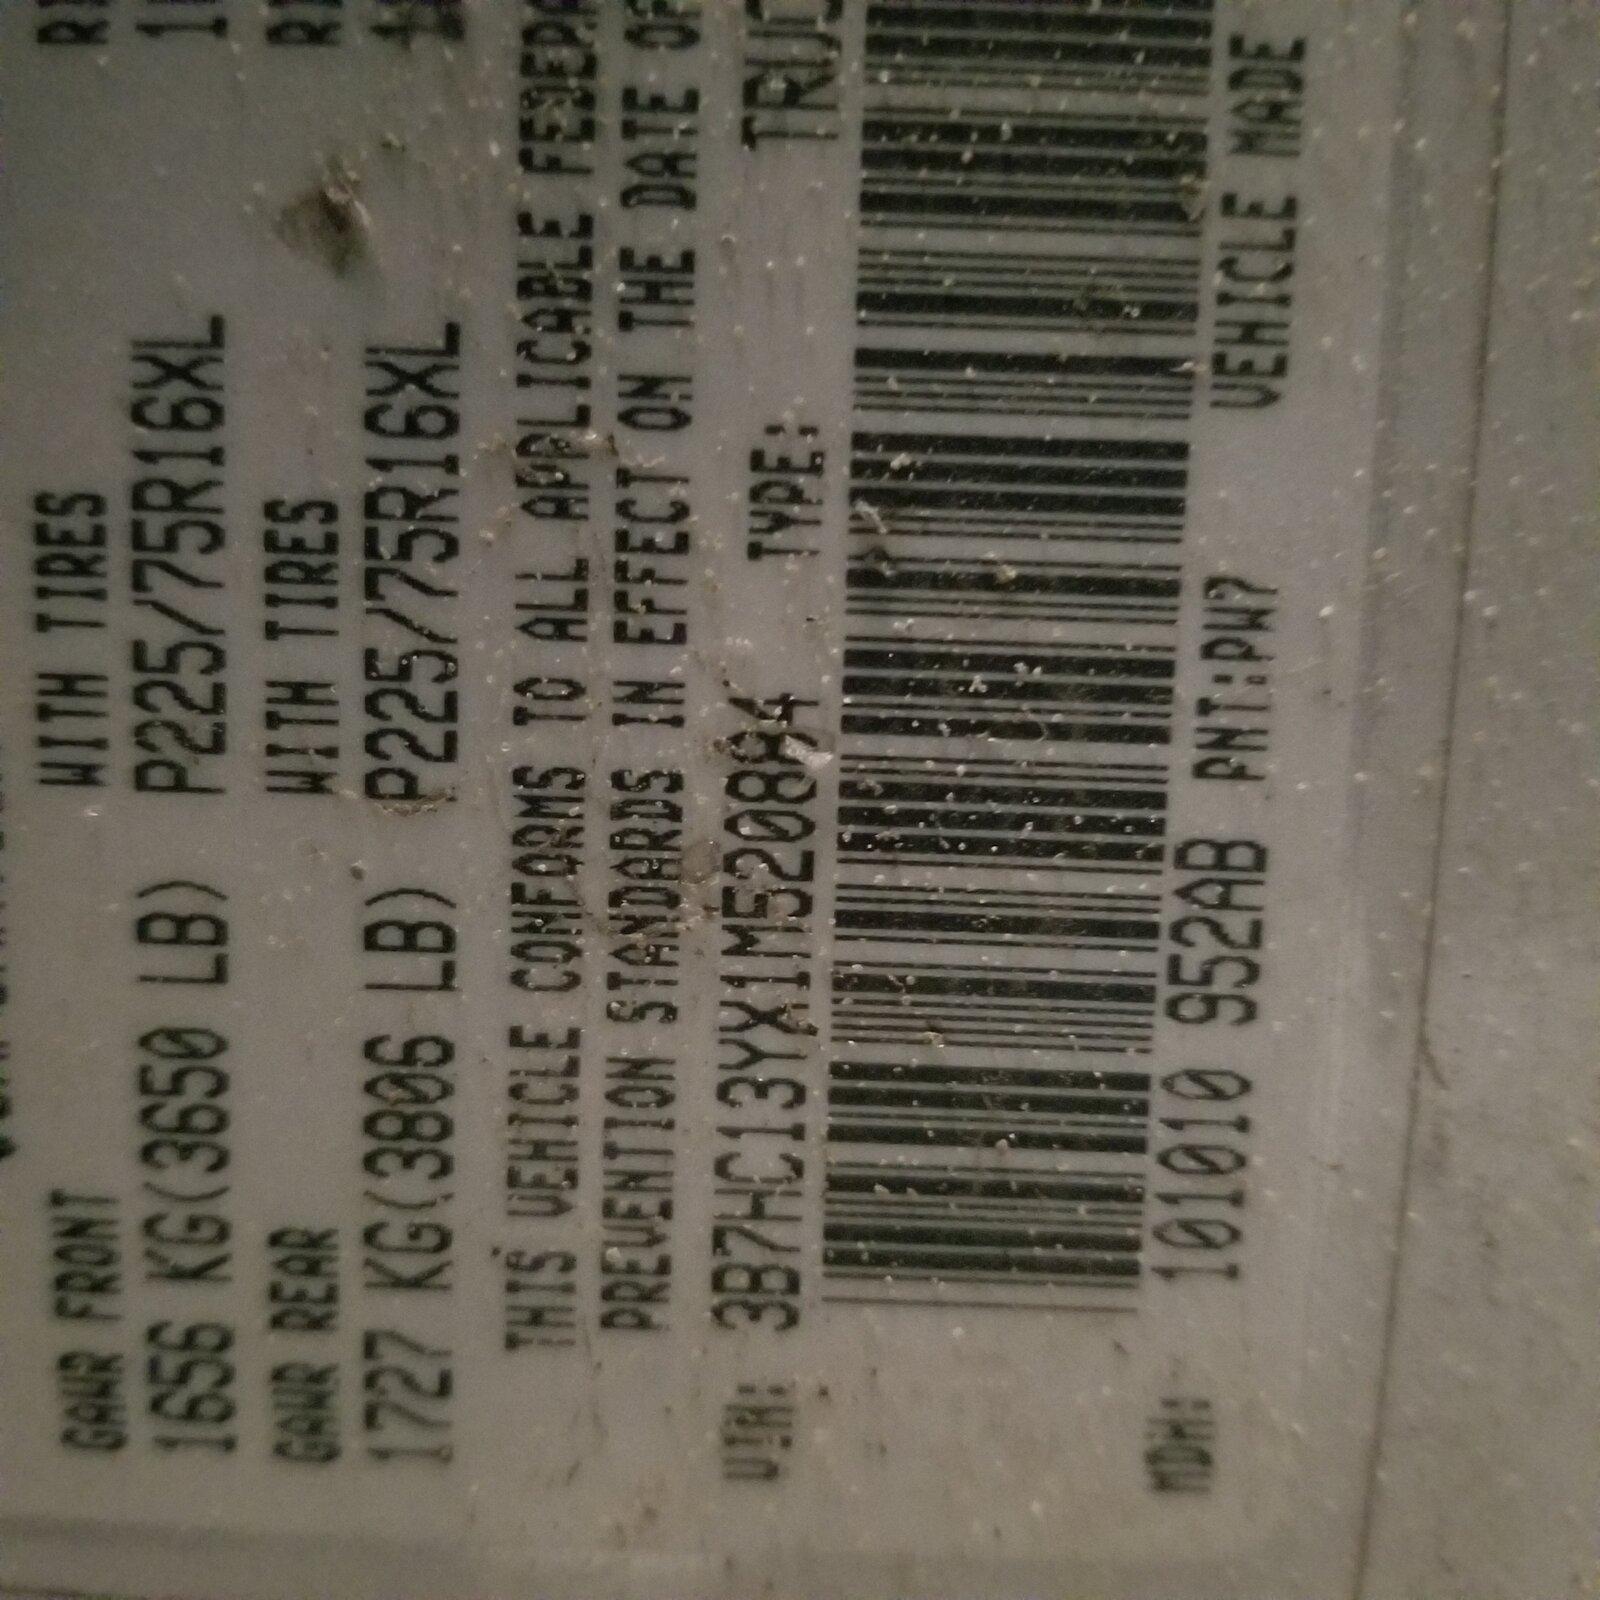 GAWR FRONT WITH TIRES
1656 KG(3650 LB) P225/75R16XL
GAWR REAR WITH TIRES
1727 KG(3806 LB) P225/75R16XL
THIS VEHICLE CONFORMS TO ALL APPLICABLE
PREVENTION STANDARDS IN EFFECT ON THE DATE OF
VIN: 3B7HC13YX1M520884 TYPE: TRUC
MDH: 101010 952AB PNT:PW7 VEHICLE MADE